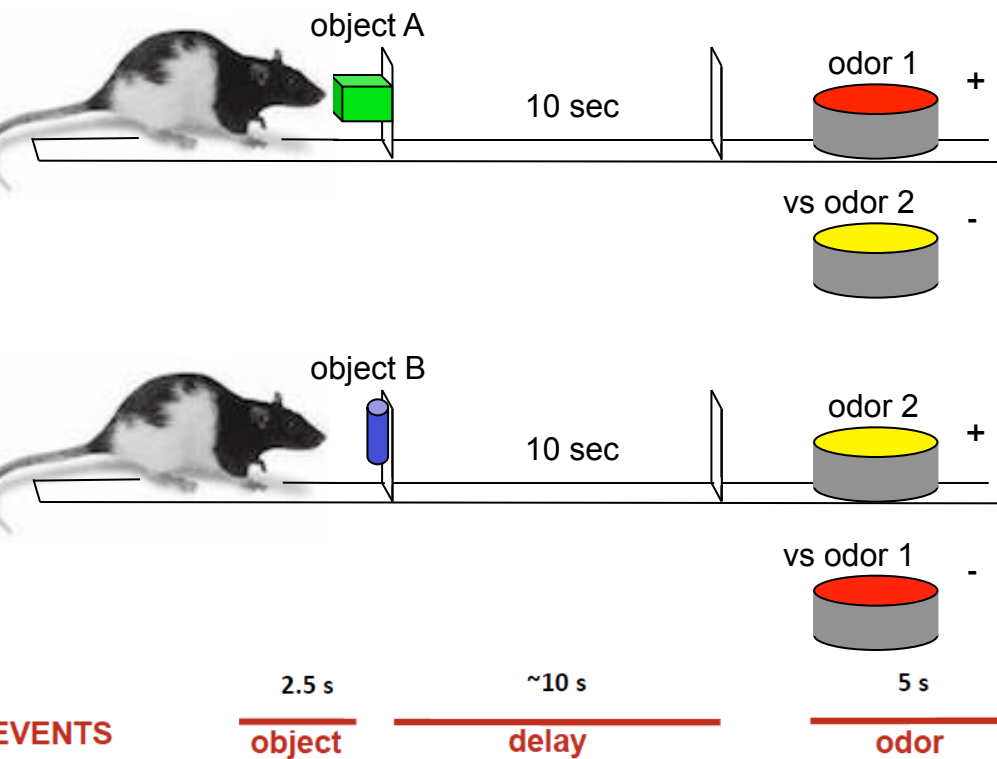 object A
10 sec
odor 1
+
vs odor 2
-
object B
10 sec
odor 2
+
vs odor 1
-
2.5 s
~10 s
5 s
EVENTS
object
delay
odor